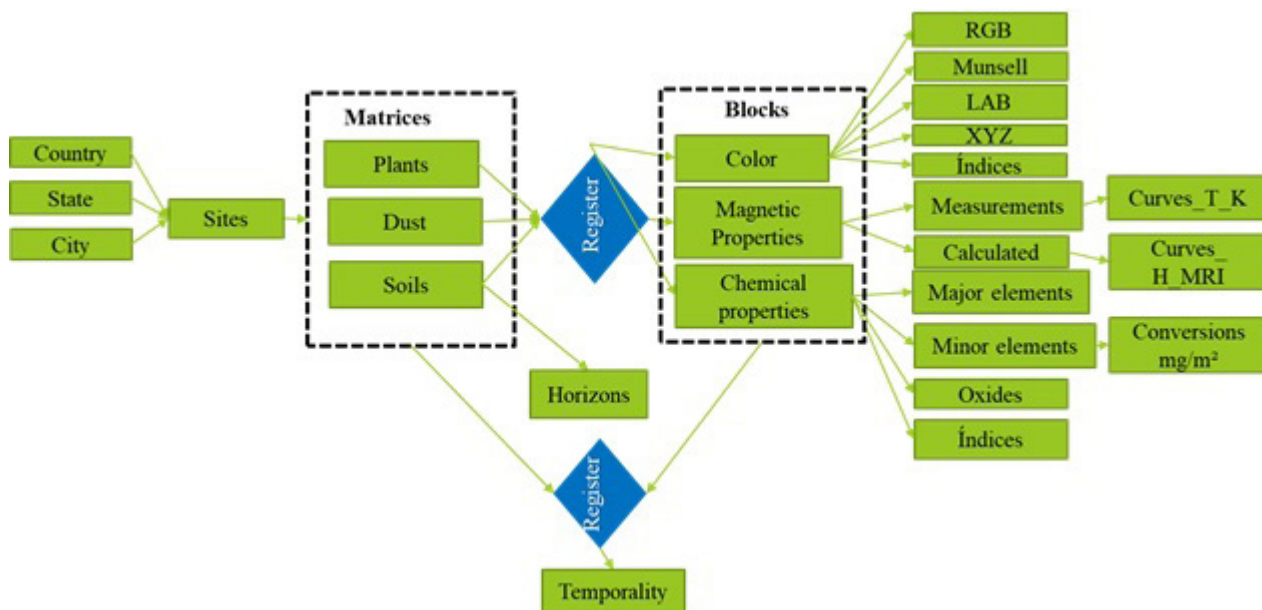 Country
State
City
Sites
Matrices
Plants
Dust
Soils
Horizons
Register
Blocks
Color
Magnetic
Properties
Chemical
properties
RGB
Munsell
LAB
XYZ
Índices
Measurements
Calculated
Major elements
Minor elements
Oxides
Índices
Curves_T_K
Curves_
H_MRI
Conversions
mg/m²
Register
Temporality